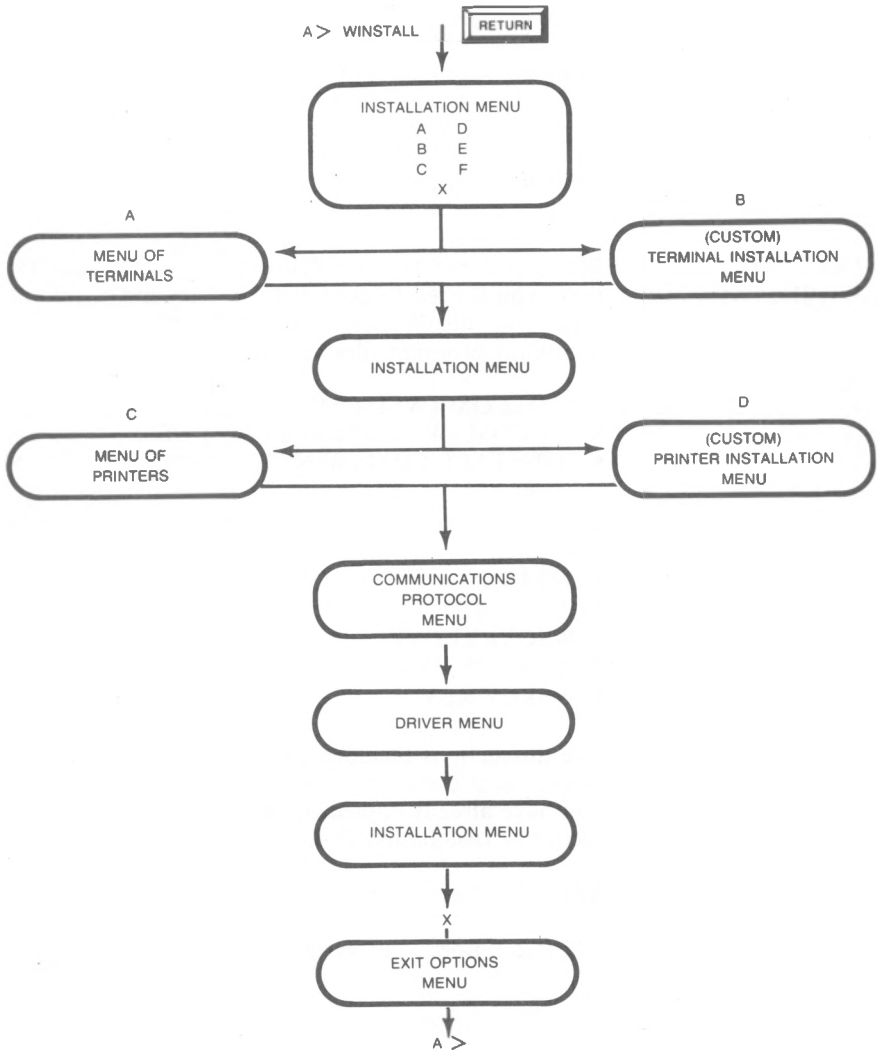 A> WINSTALL
RETURN
INSTALLATION MENU
A D
B E
C F
X
A
MENU OF
TERMINALS
B
(CUSTOM)
TERMINAL INSTALLATION
MENU
INSTALLATION MENU
C
MENU OF
PRINTERS
D
(CUSTOM)
PRINTER INSTALLATION
MENU
COMMUNICATIONS
PROTOCOL
MENU
DRIVER MENU
INSTALLATION MENU
X
EXIT OPTIONS
MENU
A >